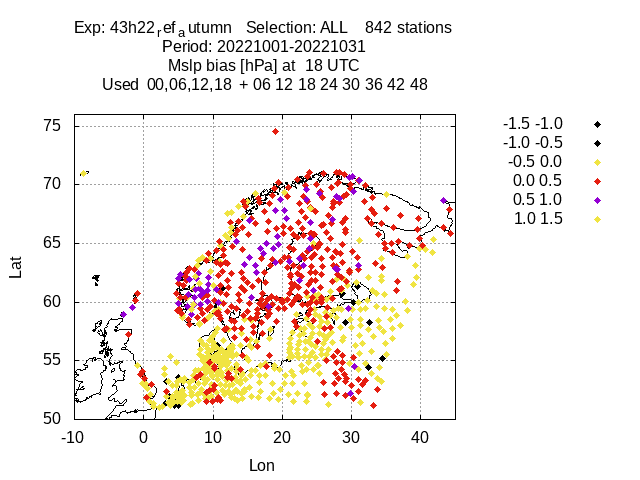 Exp: 43h22refautumn   Selection: ALL    842 stations
Period: 20221001-20221031
Mslp bias [hPa] at  18 UTC
Used  00,06,12,18  + 06 12 18 24 30 36 42 48
-1.5 -1.0
-1.0 -0.5
-0.5 0.0
0.0 0.5
0.5 1.0
1.0 1.5
75
70
65
60
55
50
Lat
-10 0 10 20 30 40
Lon